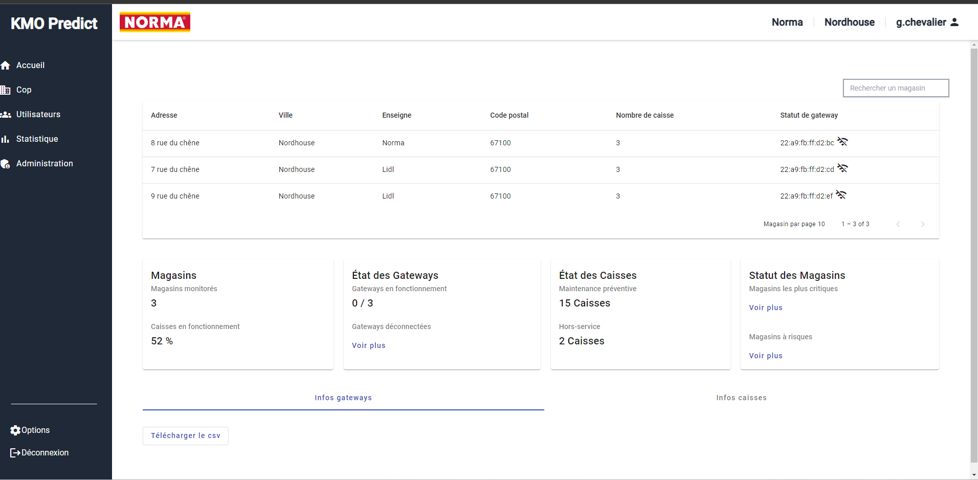 KMO Predict
NORMA
Norma Nordhouse g.chevalier
Accueil
Cop
Utilisateurs
Statistique
Administration
Options
Déconnexion
Rechercher un magasin
Adresse Ville Enseigne Code postal Nombre de caisse Statut de gateway
8 rue du chêne Nordhouse Norma 67100 3 22:a9:fb:ff:d2:bc
7 rue du chêne Nordhouse Lidl 67100 3 22:a9:fb:ff:d2:cd
9 rue du chêne Nordhouse Lidl 67100 3 22:a9:fb:ff:d2:ef
Magasin par page 10 1 – 3 of 3
Magasins
Magasins monitorés
3
Caisses en fonctionnement
52 %
État des Gateways
Gateways en fonctionnement
0 / 3
Gateways déconnectées
Voir plus
État des Caisses
Maintenance préventive
15 Caisses
Hors-service
2 Caisses
Statut des Magasins
Magasins les plus critiques
Voir plus
Magasins à risques
Voir plus
Infos gateways Infos caisses
Télécharger le csv